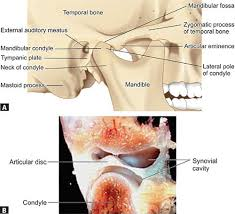 Temporal bone
Mandibular fossa
Zygomatic process
of temporal bone
External auditory meatus
Articular eminence
Mandibular condyle
Tympanic plate
Lateral pole
of condyle
Neck of condyle
Mastoid process
Mandible
A
Articular disc
Synovial
cavity
Condyle
B